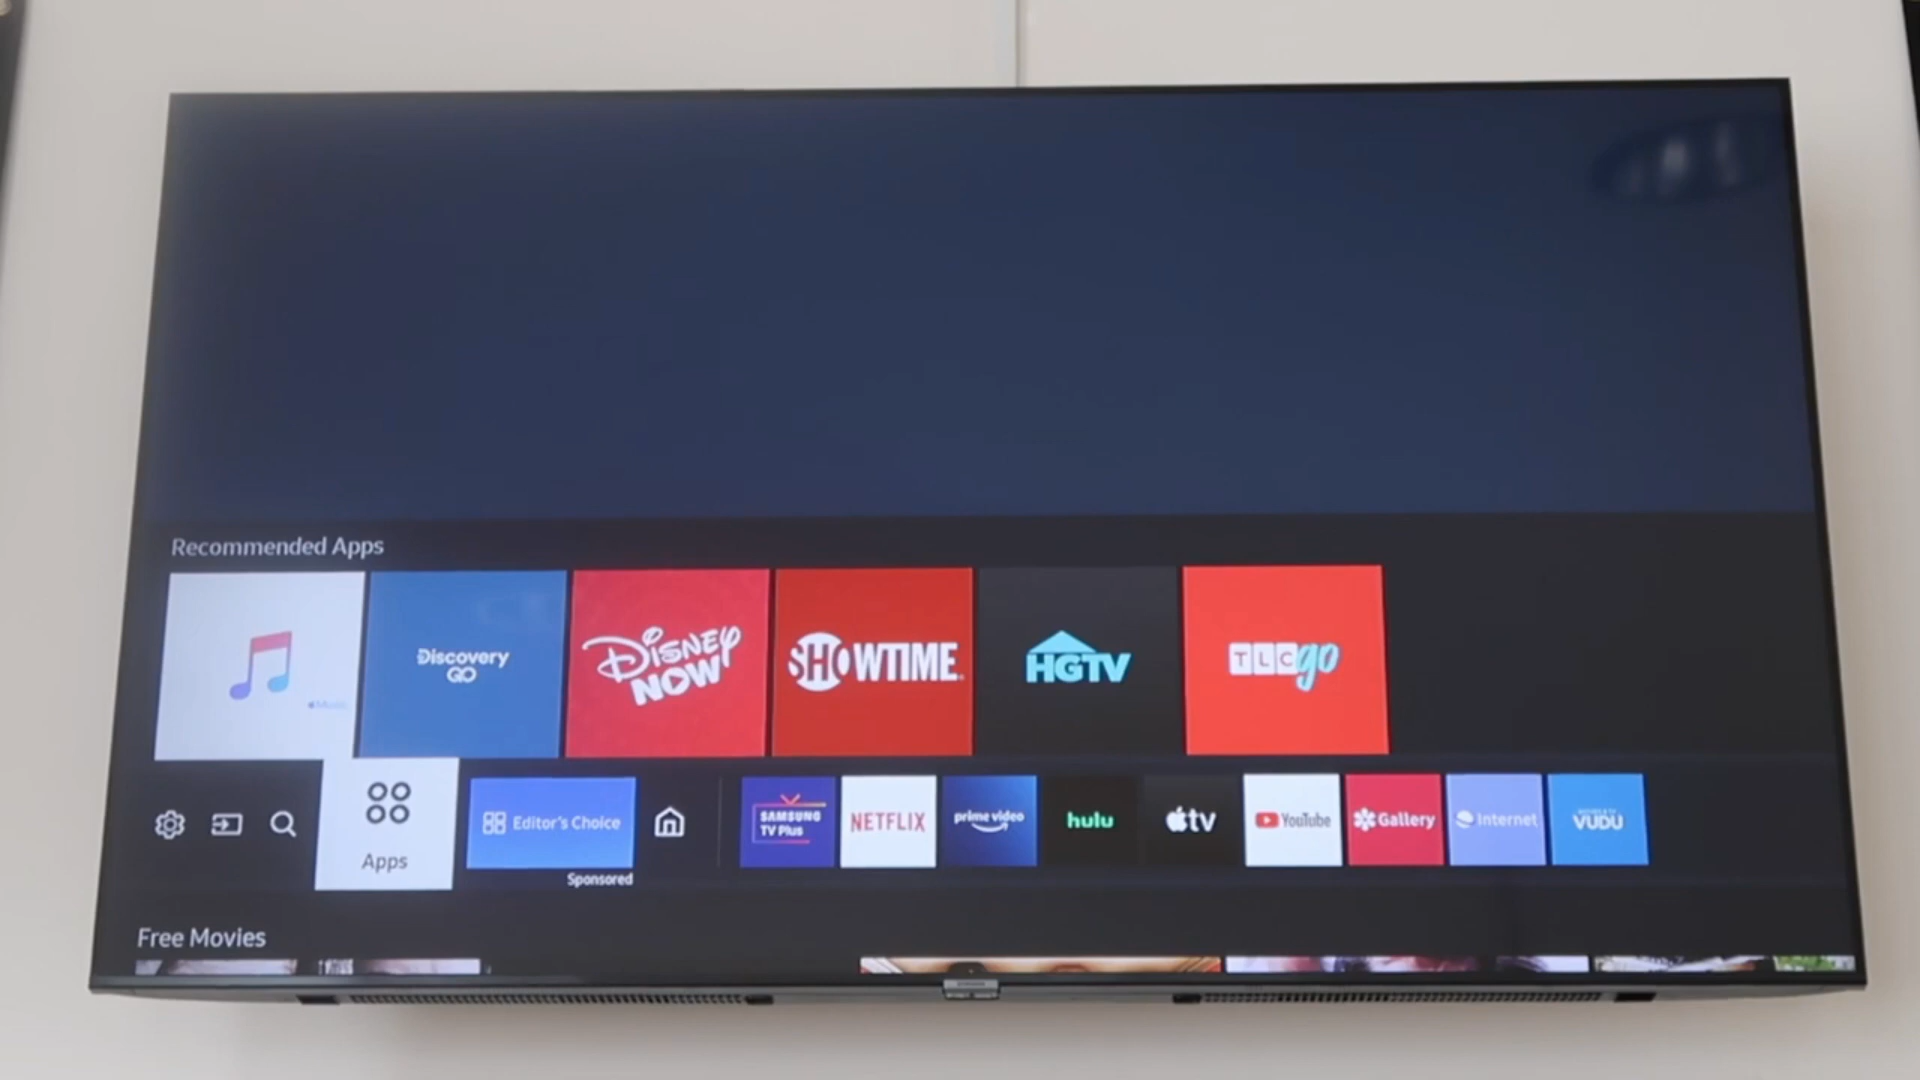 Recommended Apps
Music
Discovery
GO
Disney
NOW
SHOWTIME
HGTV
TLC go
Apps
Editor's Choice
Sponsored
SAMSUNG
TV Plus
NETFLIX
prime video
hulu
tv
YouTube
Gallery
Internet
VUDU
Free Movies